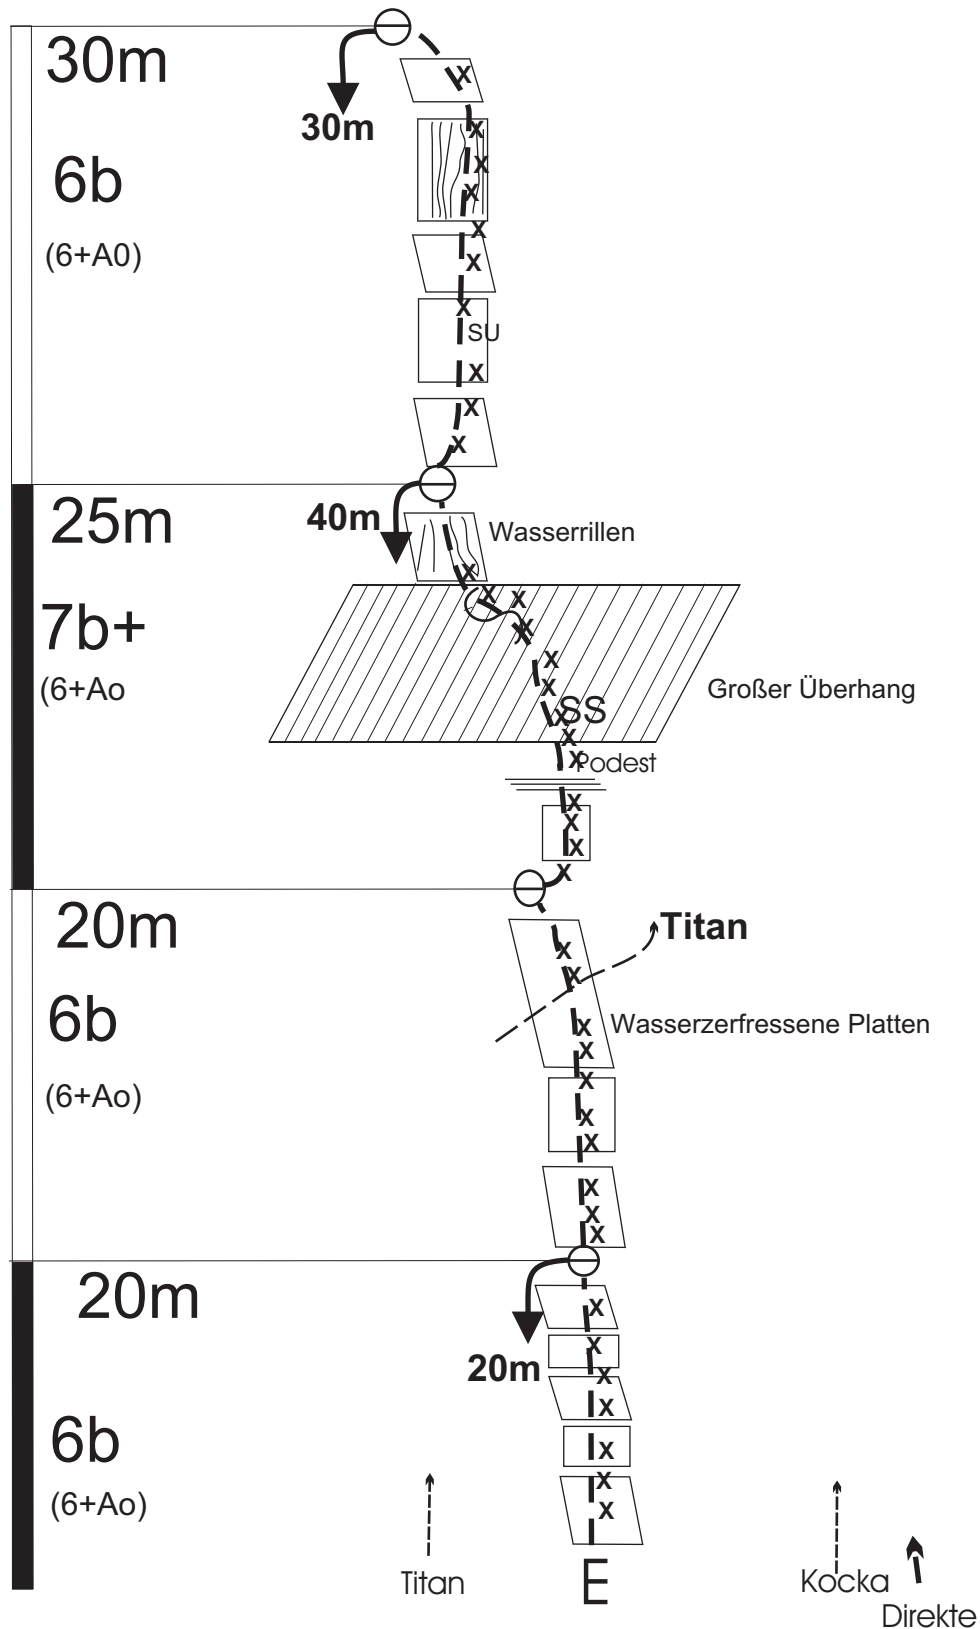 30m
30m
6b
(6+A0)
SU
25m
40m
Wasserrillen
7b+
(6+Ao
Großer Überhang
SS
Podest
20m
Titan
6b
Wasserzerfressene Platten
(6+Ao)
20m
20m
6b
(6+Ao)
Titan
E
Kocka
Direkte